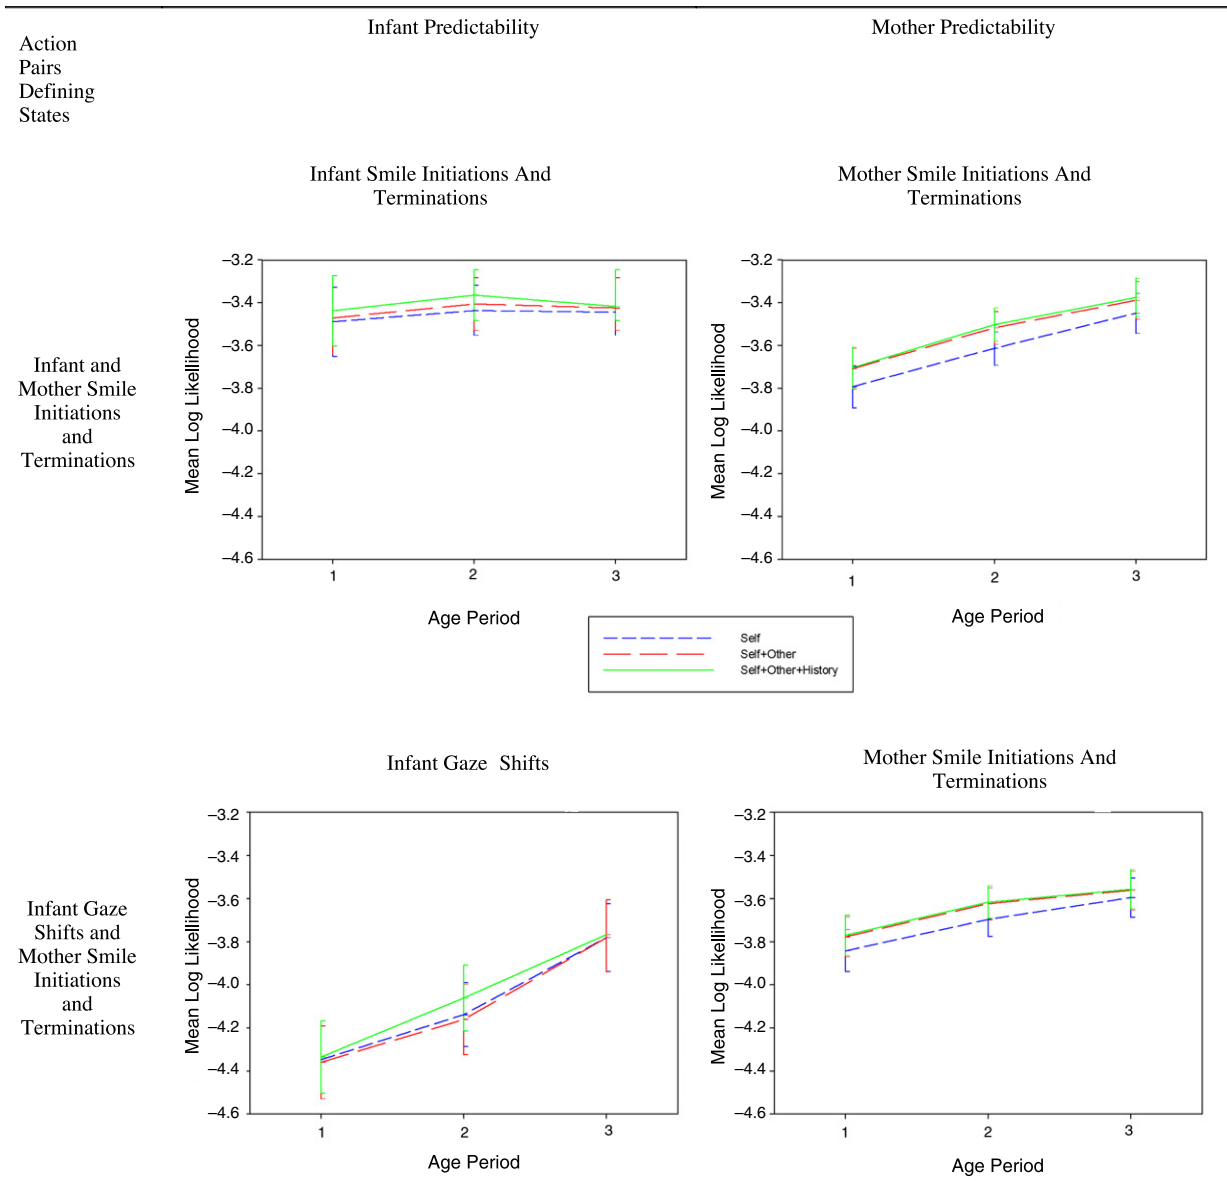 Action
Pairs
Defining
States
Infant Predictability
Mother Predictability
Infant Smile Initiations And
Terminations
Mother Smile Initiations And
Terminations
Infant and
Mother Smile
Initiations
and
Terminations
Mean Log Likellihood
−3.2
−3.4
−3.6
−3.8
−4.0
−4.2
−4.4
−4.6
1 2 3
Age Period
Mean Log Likellihood
−3.2
−3.4
−3.6
−3.8
−4.0
−4.2
−4.4
−4.6
1 2 3
Age Period
Self
Self+Other
Self+Other+History
Infant Gaze Shifts
Mother Smile Initiations And
Terminations
Infant Gaze
Shifts and
Mother Smile
Initiations
and
Terminations
Mean Log Likellihood
−3.2
−3.4
−3.6
−3.8
−4.0
−4.2
−4.4
−4.6
1 2 3
Age Period
Mean Log Likellihood
−3.2
−3.4
−3.6
−3.8
−4.0
−4.2
−4.4
−4.6
1 2 3
Age Period